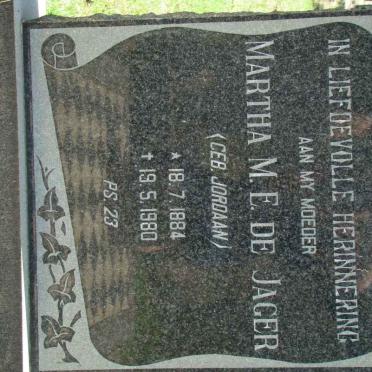 IN LIEFDEVOLLE HERINNERING
AAN MY MOEDER
MARTHA M E DE JAGER
(GEB. JORDAAN)
★ 18.7.1884
✝ 19.5.1980
PS 23